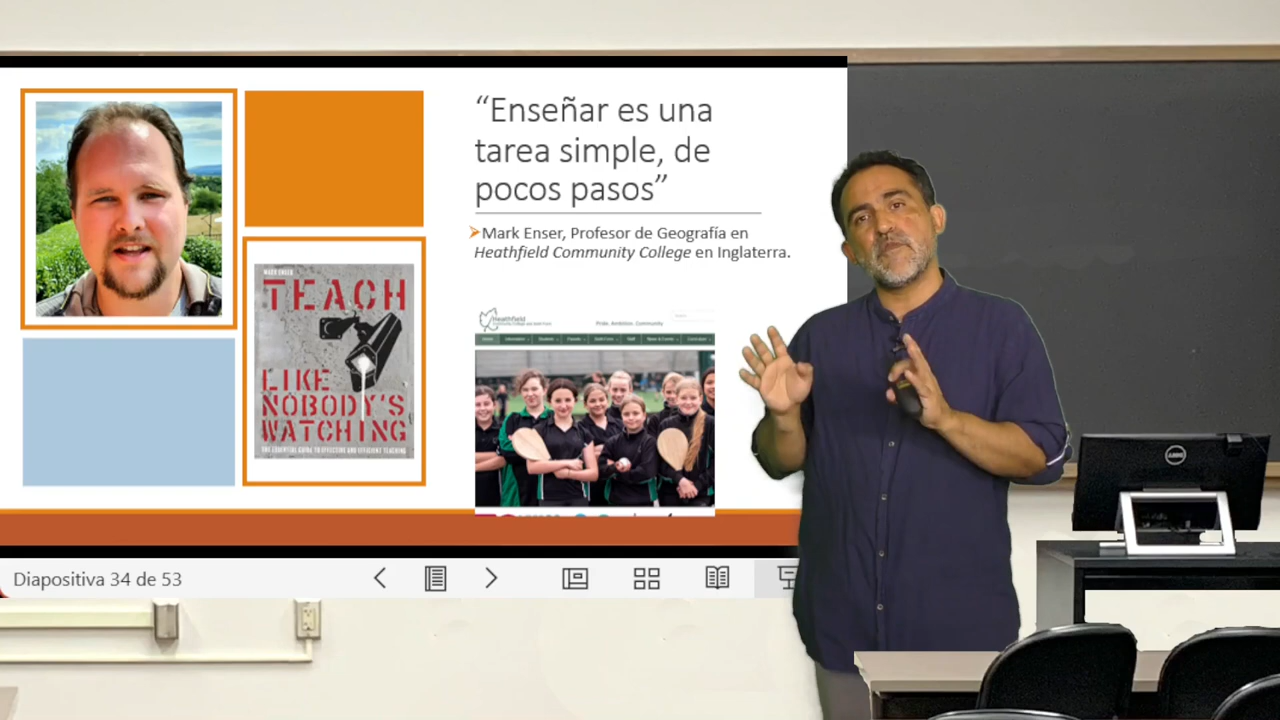 “Enseñar es una
tarea simple, de
pocos pasos”
Mark Enser, Profesor de Geografía en
Heathfield Community College en Inglaterra.
MARK ENSER
TEACH
LIKE
NOBODY'S
WATCHING
THE ESSENTIAL GUIDE TO EFFECTIVE AND EFFICIENT TEACHING
Heathfield
Pride. Ambition. Community
Diapositiva 34 de 53